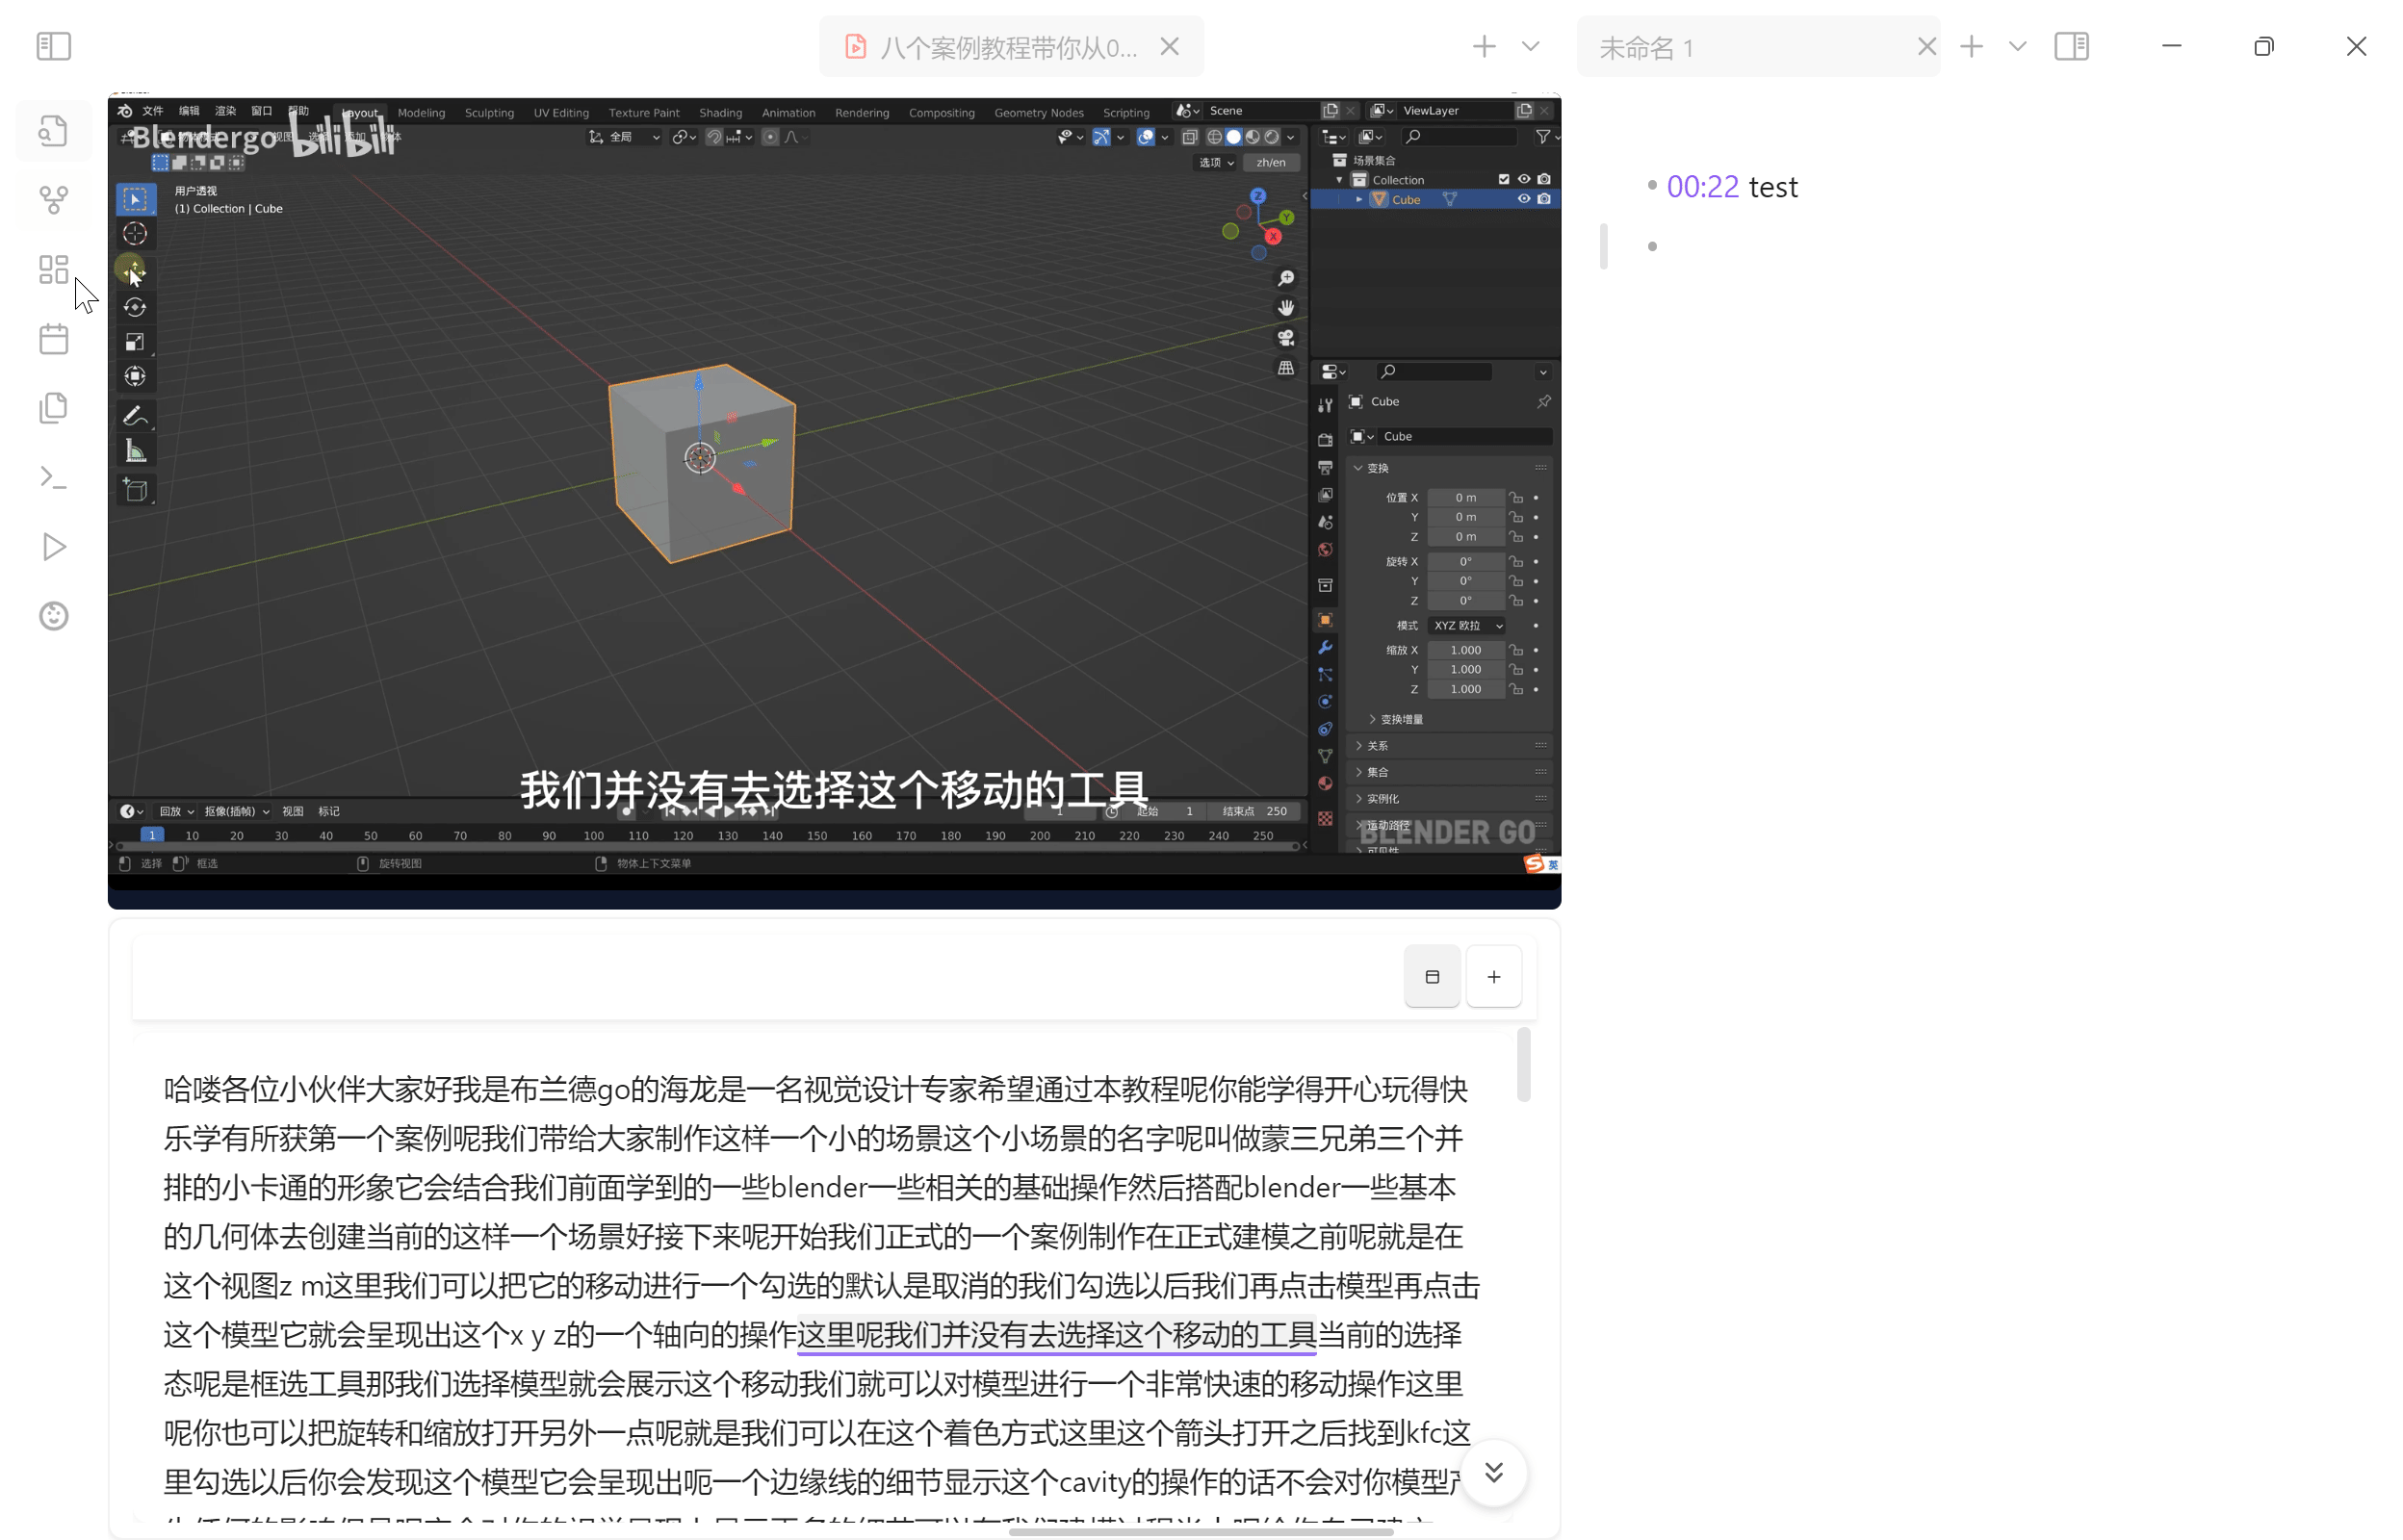 八个案例教程带你从0...
未命名 1
文件 编辑 渲染 窗口 帮助 Layout Modeling Sculpting UV Editing Texture Paint Shading Animation Rendering Compositing Geometry Nodes Scripting Scene ViewLayer
Blendergo bilibili
全局
选项 zh/en
用户透视
(1) Collection | Cube
Z
Y
X
场景集合
Collection
Cube
Cube
Cube
变换
位置 X 0 m
Y 0 m
Z 0 m
旋转 X 0°
Y 0°
Z 0°
模式 XYZ 欧拉
缩放 X 1.000
Y 1.000
Z 1.000
变换增量
关系
集合
实例化
运动路径
BLENDER GO
我们并没有去选择这个移动的工具
回放 抠像(插帧) 视图 标记 1 起始 1 结束点 250
1 10 20 30 40 50 60 70 80 90 100 110 120 130 140 150 160 170 180 190 200 210 220 230 240 250
选择 框选 旋转视图 物体上下文菜单
英
00:22 test
哈喽各位小伙伴大家好我是布兰德go的海龙是一名视觉设计专家希望通过本教程呢你能学得开心玩得快
乐学有所获第一个案例呢我们带给大家制作这样一个小的场景这个小场景的名字呢叫做蒙三兄弟三个并
排的小卡通的形象它会结合我们前面学到的一些blender一些相关的基础操作然后搭配blender一些基本
的几何体去创建当前的这样一个场景好接下来呢开始我们正式的一个案例制作在正式建模之前呢就是在
这个视图z m这里我们可以把它的移动进行一个勾选的默认是取消的我们勾选以后我们再点击模型再点击
这个模型它就会呈现出这个x y z的一个轴向的操作这里呢我们并没有去选择这个移动的工具当前的选择
态呢是框选工具那我们选择模型就会展示这个移动我们就可以对模型进行一个非常快速的移动操作这里
呢你也可以把旋转和缩放打开另外一点呢就是我们可以在这个着色方式这里这个箭头打开之后找到kfc这
里勾选以后你会发现这个模型它会呈现出呃一个边缘线的细节显示这个cavity的操作的话不会对你模型产